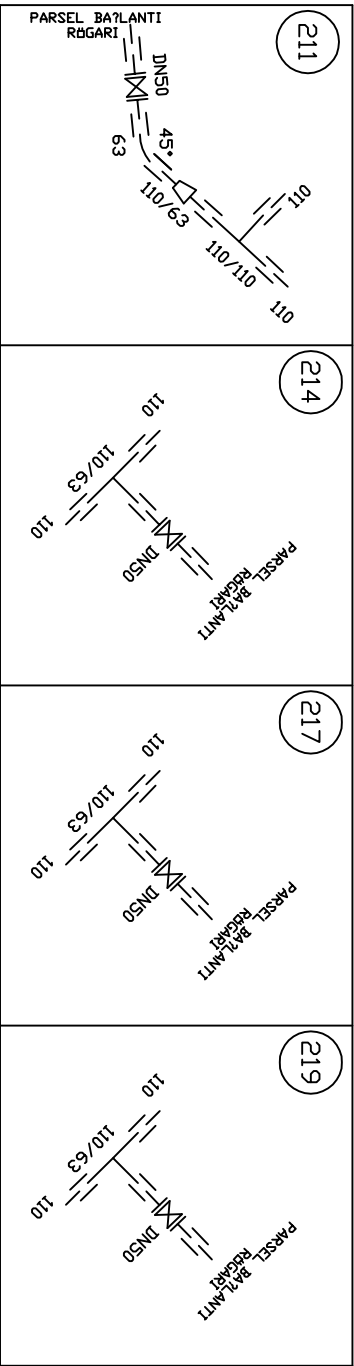 211
PARSEL BA?LANTI
RÖGARI
DN50
63
45°
110/63
110/110
110
110
214
110
110/63
110
DN50
PARSEL
BA?LANTI
RÖGARI
217
110
110/63
110
DN50
PARSEL
BA?LANTI
RÖGARI
219
110
110/63
110
DN50
PARSEL
BA?LANTI
RÖGARI